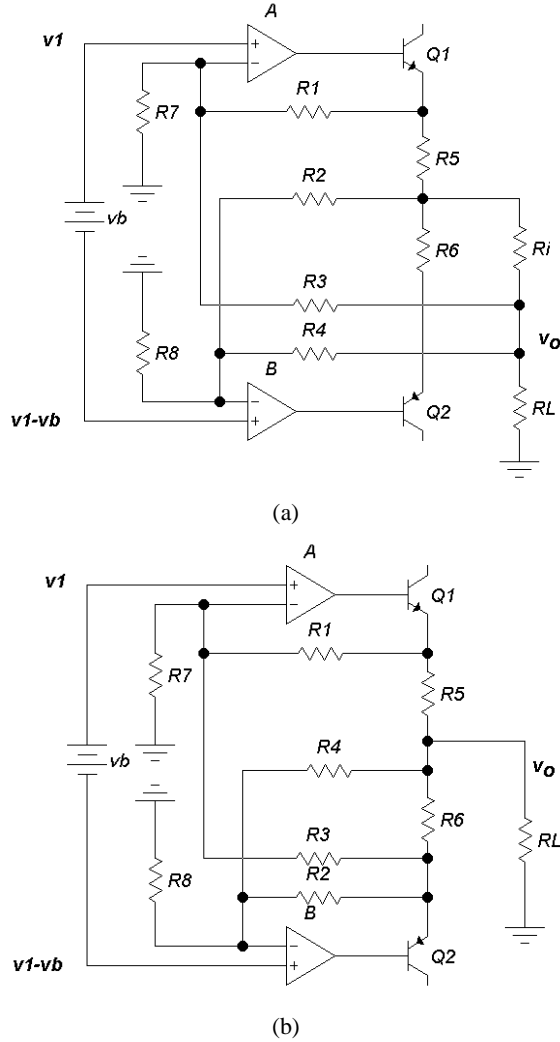 A
v1
Q1
R1
R7
R5
R2
vb
R6
Ri
R3
vo
R8
R4
B
RL
v1-vb
Q2
(a)
A
v1
Q1
R1
R7
R5
R4
vo
vb
R6
RL
R3
R8
R2
B
v1-vb
Q2
(b)